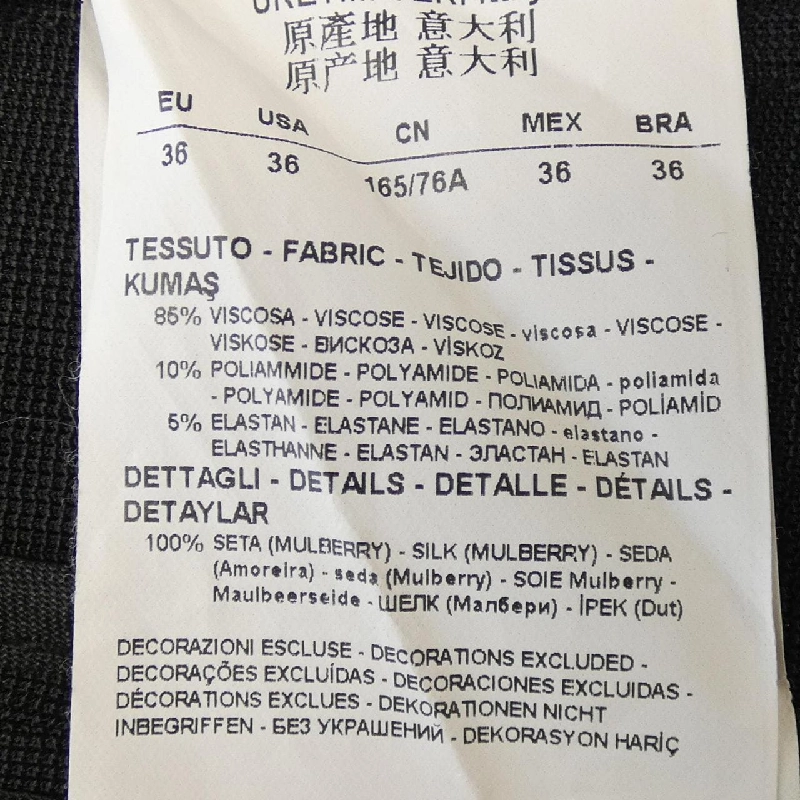 原產地 意大利
原产地 意大利
EU USA CN MEX BRA
36 36 165/76A 36 36
TESSUTO - FABRIC - TEJIDO - TISSUS -
KUMAŞ
85% VISCOSA - VISCOSE - VISCOSE - viscosa - VISCOSE -
VISKOSE - ВИСКОЗА - VİSKOZ
10% POLIAMMIDE - POLYAMIDE - POLIAMIDA - poliamida
- POLYAMIDE - POLYAMID - ПОЛИАМИД - POLİAMİD
5% ELASTAN - ELASTANE - ELASTANO - elastano -
ELASTHANNE - ELASTAN - ЭЛАСТАН - ELASTAN
DETTAGLI - DETAILS - DETALLE - DÉTAILS -
DETAYLAR
100% SETA (MULBERRY) - SILK (MULBERRY) - SEDA
(Amoreira) - seda (Mulberry) - SOIE Mulberry -
Maulbeerseide - ШЕЛК (Малбери) - İPEK (Dut)
DECORAZIONI ESCLUSE - DECORATIONS EXCLUDED -
DECORAÇÕES EXCLUÍDAS - DECORACIONES EXCLUIDAS -
DÉCORATIONS EXCLUES - DEKORATIONEN NICHT
INBEGRIFFEN - БЕЗ УКРАШЕНИЙ - DEKORASYON HARİÇ